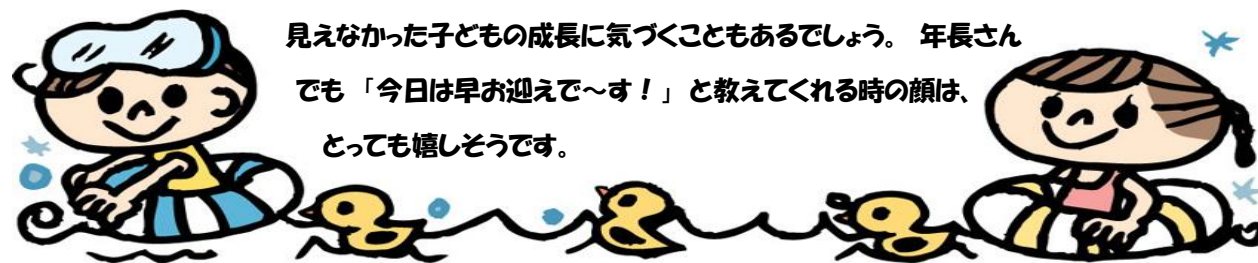 見えなかった子どもの成長に気づくこともあるでしょう。 年長さん
でも 「今日は早お迎えで～す！」 と教えてくれる時の顔は、
とっても嬉しそうです。